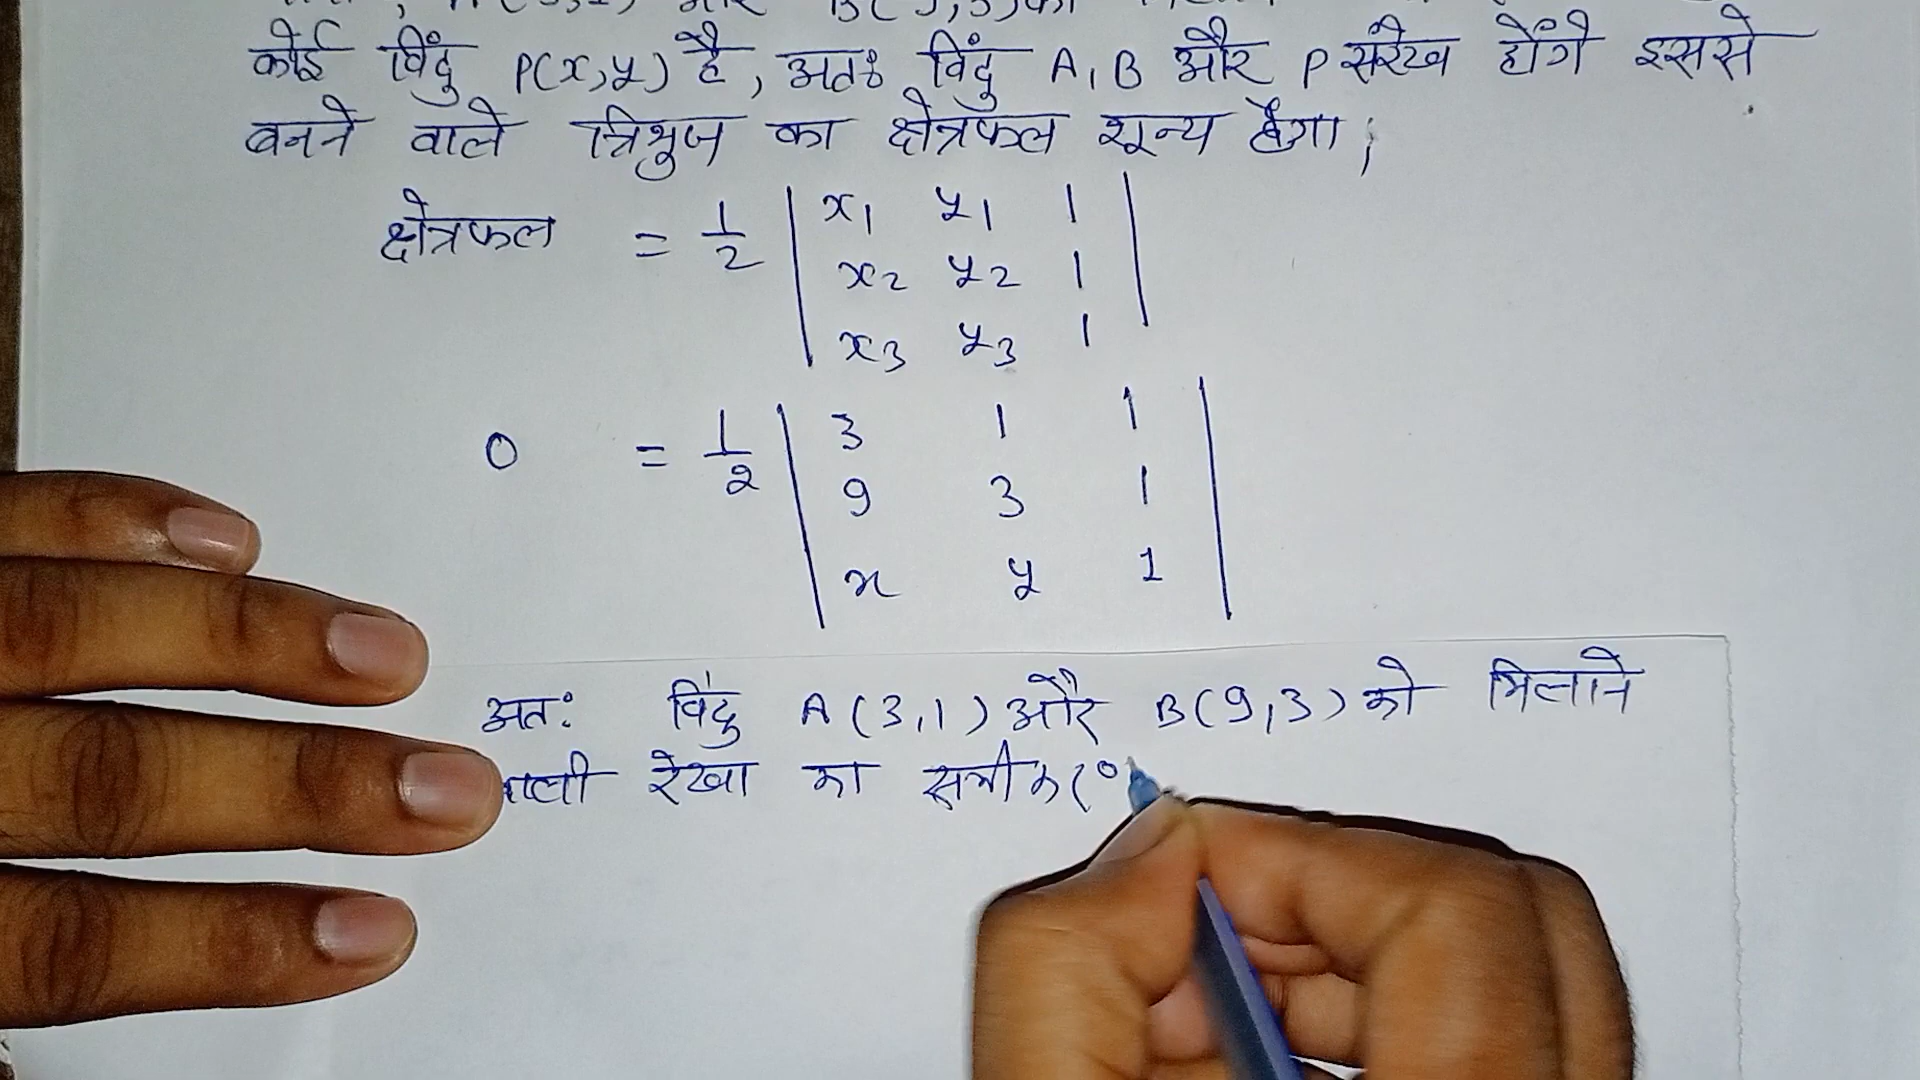 कोई बिंदु P(x,y) है, अतः बिंदु A, B और P संरेख होंगे इससे
बनने वाले त्रिभुज का क्षेत्रफल शून्य होगा,
क्षेत्रफल = 1/2 | x1 y1 1 |
| x2 y2 1 |
| x3 y3 1 |
0 = 1/2 | 3 1 1 |
| 9 3 1 |
| x y 1 |
अतः बिंदु A(3,1) और B(9,3) को मिलाने
वाली रेखा का समीकरण